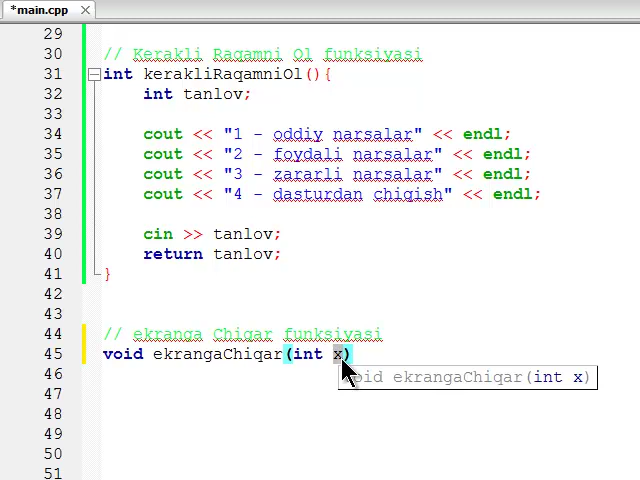 *main.cpp
29
30 // Kerakli Raqamni Ol funksiyasi
31 int kerakliRaqamniOl(){
32 int tanlov;
33
34 cout << "1 - oddiy narsalar" << endl;
35 cout << "2 - foydali narsalar" << endl;
36 cout << "3 - zararli narsalar" << endl;
37 cout << "4 - dasturdan chiqish" << endl;
38
39 cin >> tanlov;
40 return tanlov;
41 }
42
43
44 // ekranga Chiqar funksiyasi
45 void ekrangaChiqar(int x)
46 void ekrangaChiqar(int x)
47
48
49
50
51